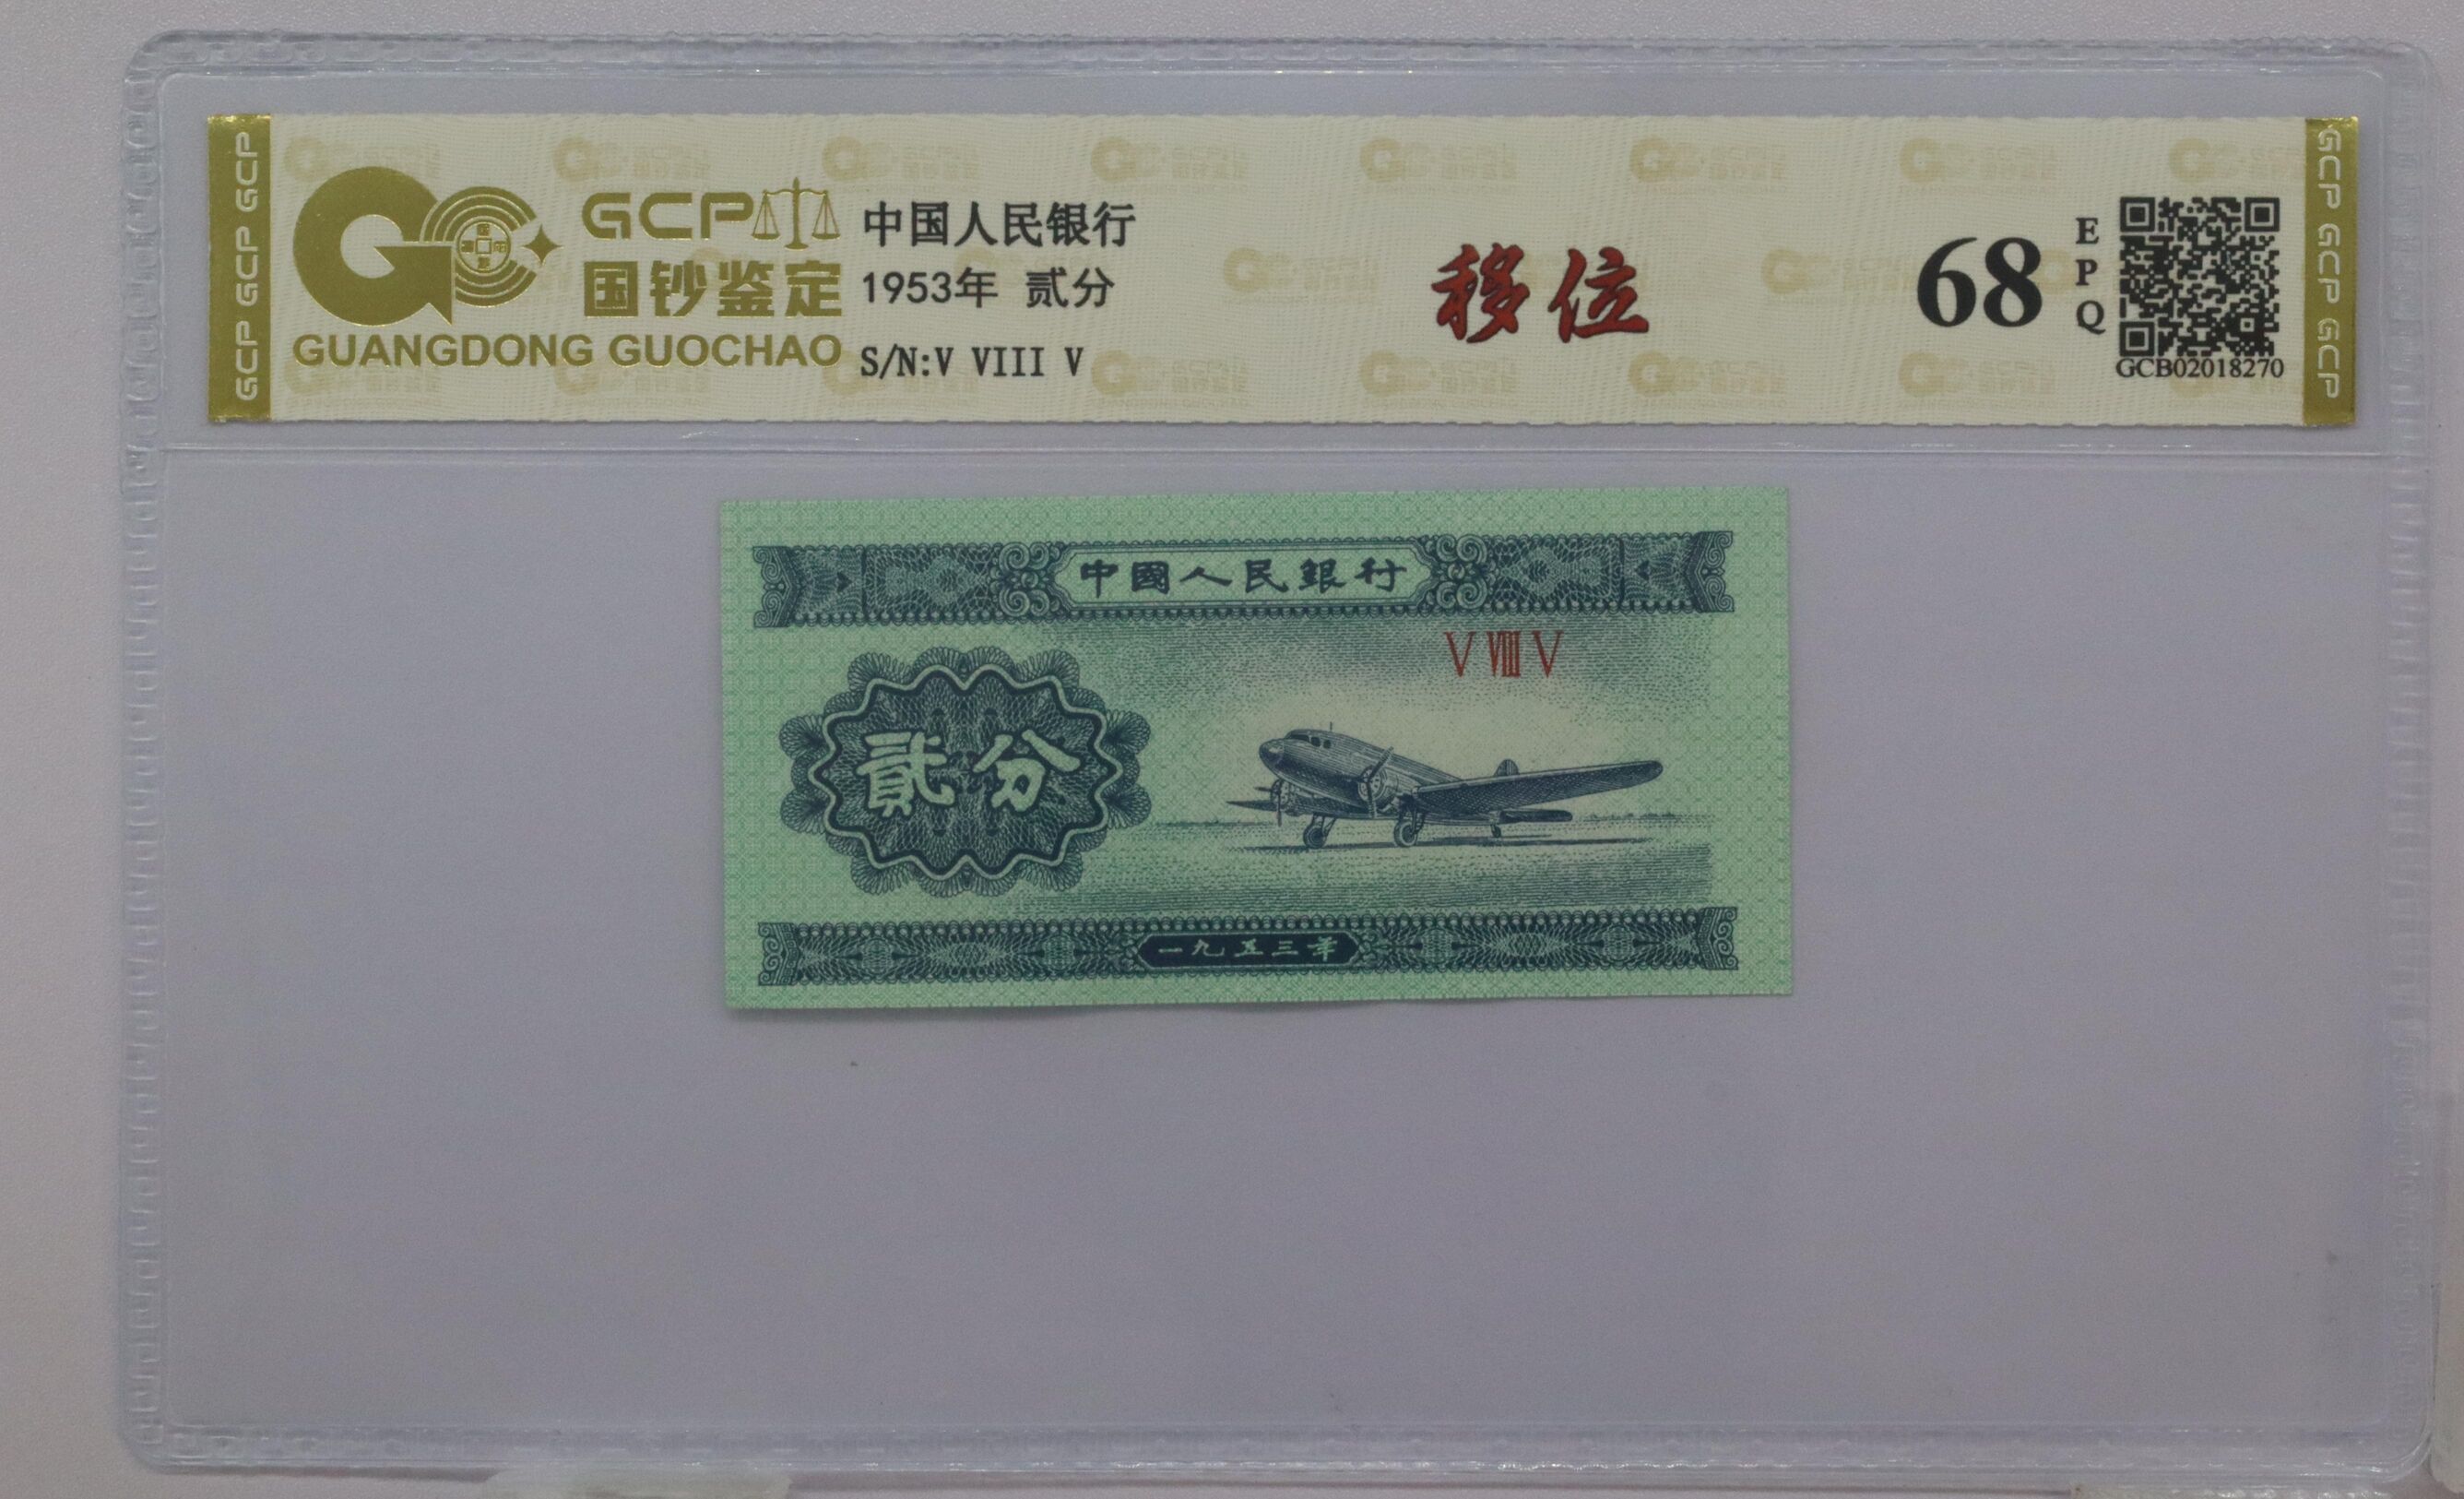 GCP GCP GCP
GCP
国钞鉴定
GUANGDONG GUOCHAO
中国人民银行
1953年 贰分
S/N:V VIII V
移位
68
EPQ
GCB02018270
GCP GCP GCP
中國人民銀行
V VIII V
貳分
一九五三年